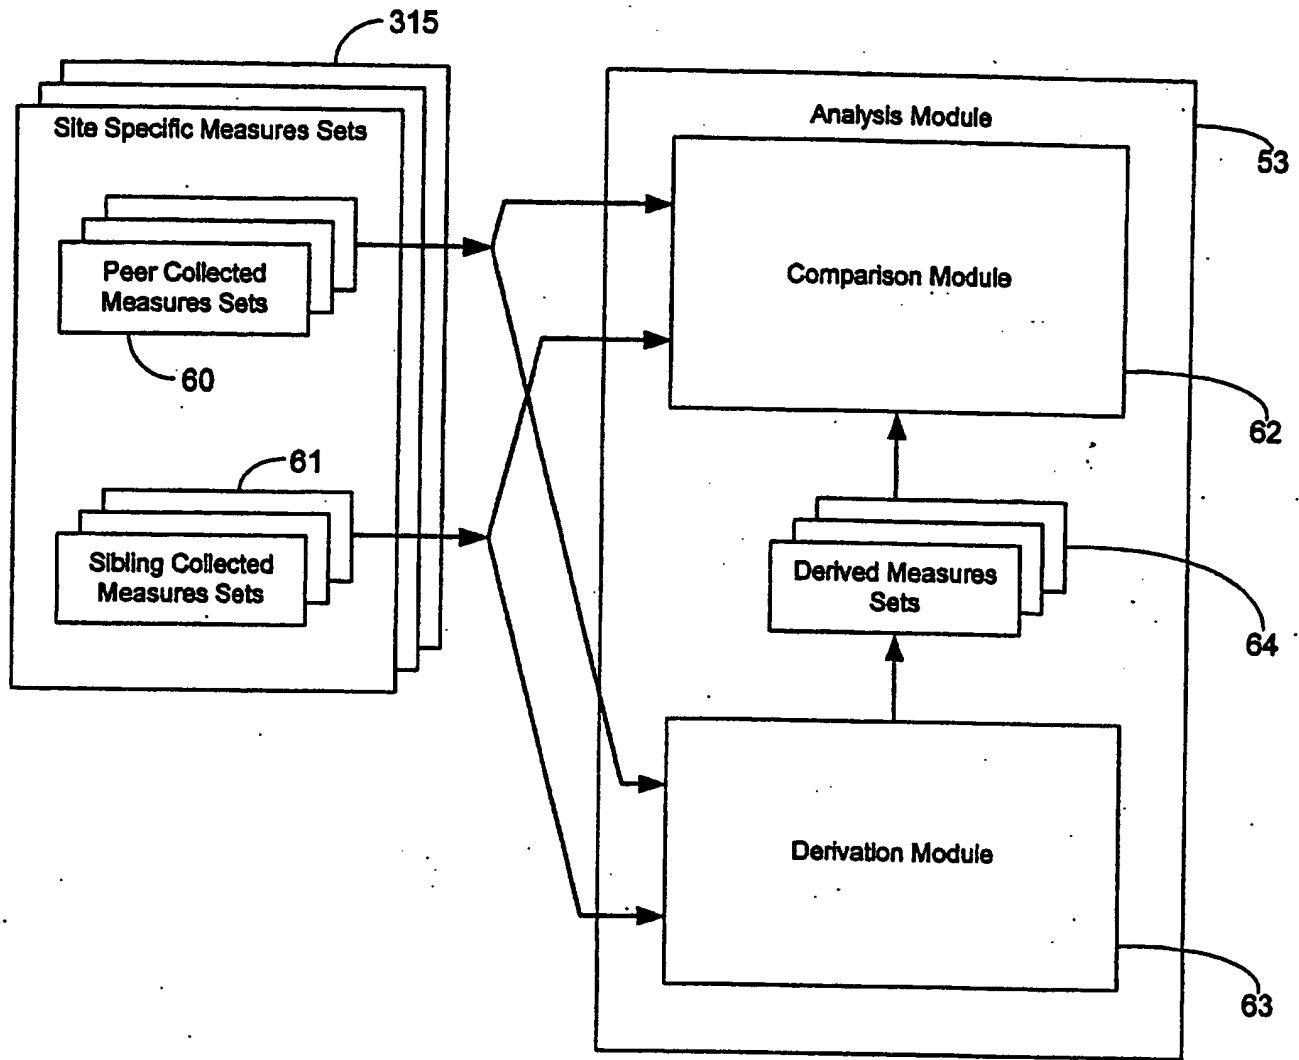 315
Site Specific Measures Sets
Peer Collected
Measures Sets
60
61
Sibling Collected
Measures Sets
Analysis Module
53
Comparison Module
62
Derived Measures
Sets
64
Derivation Module
63